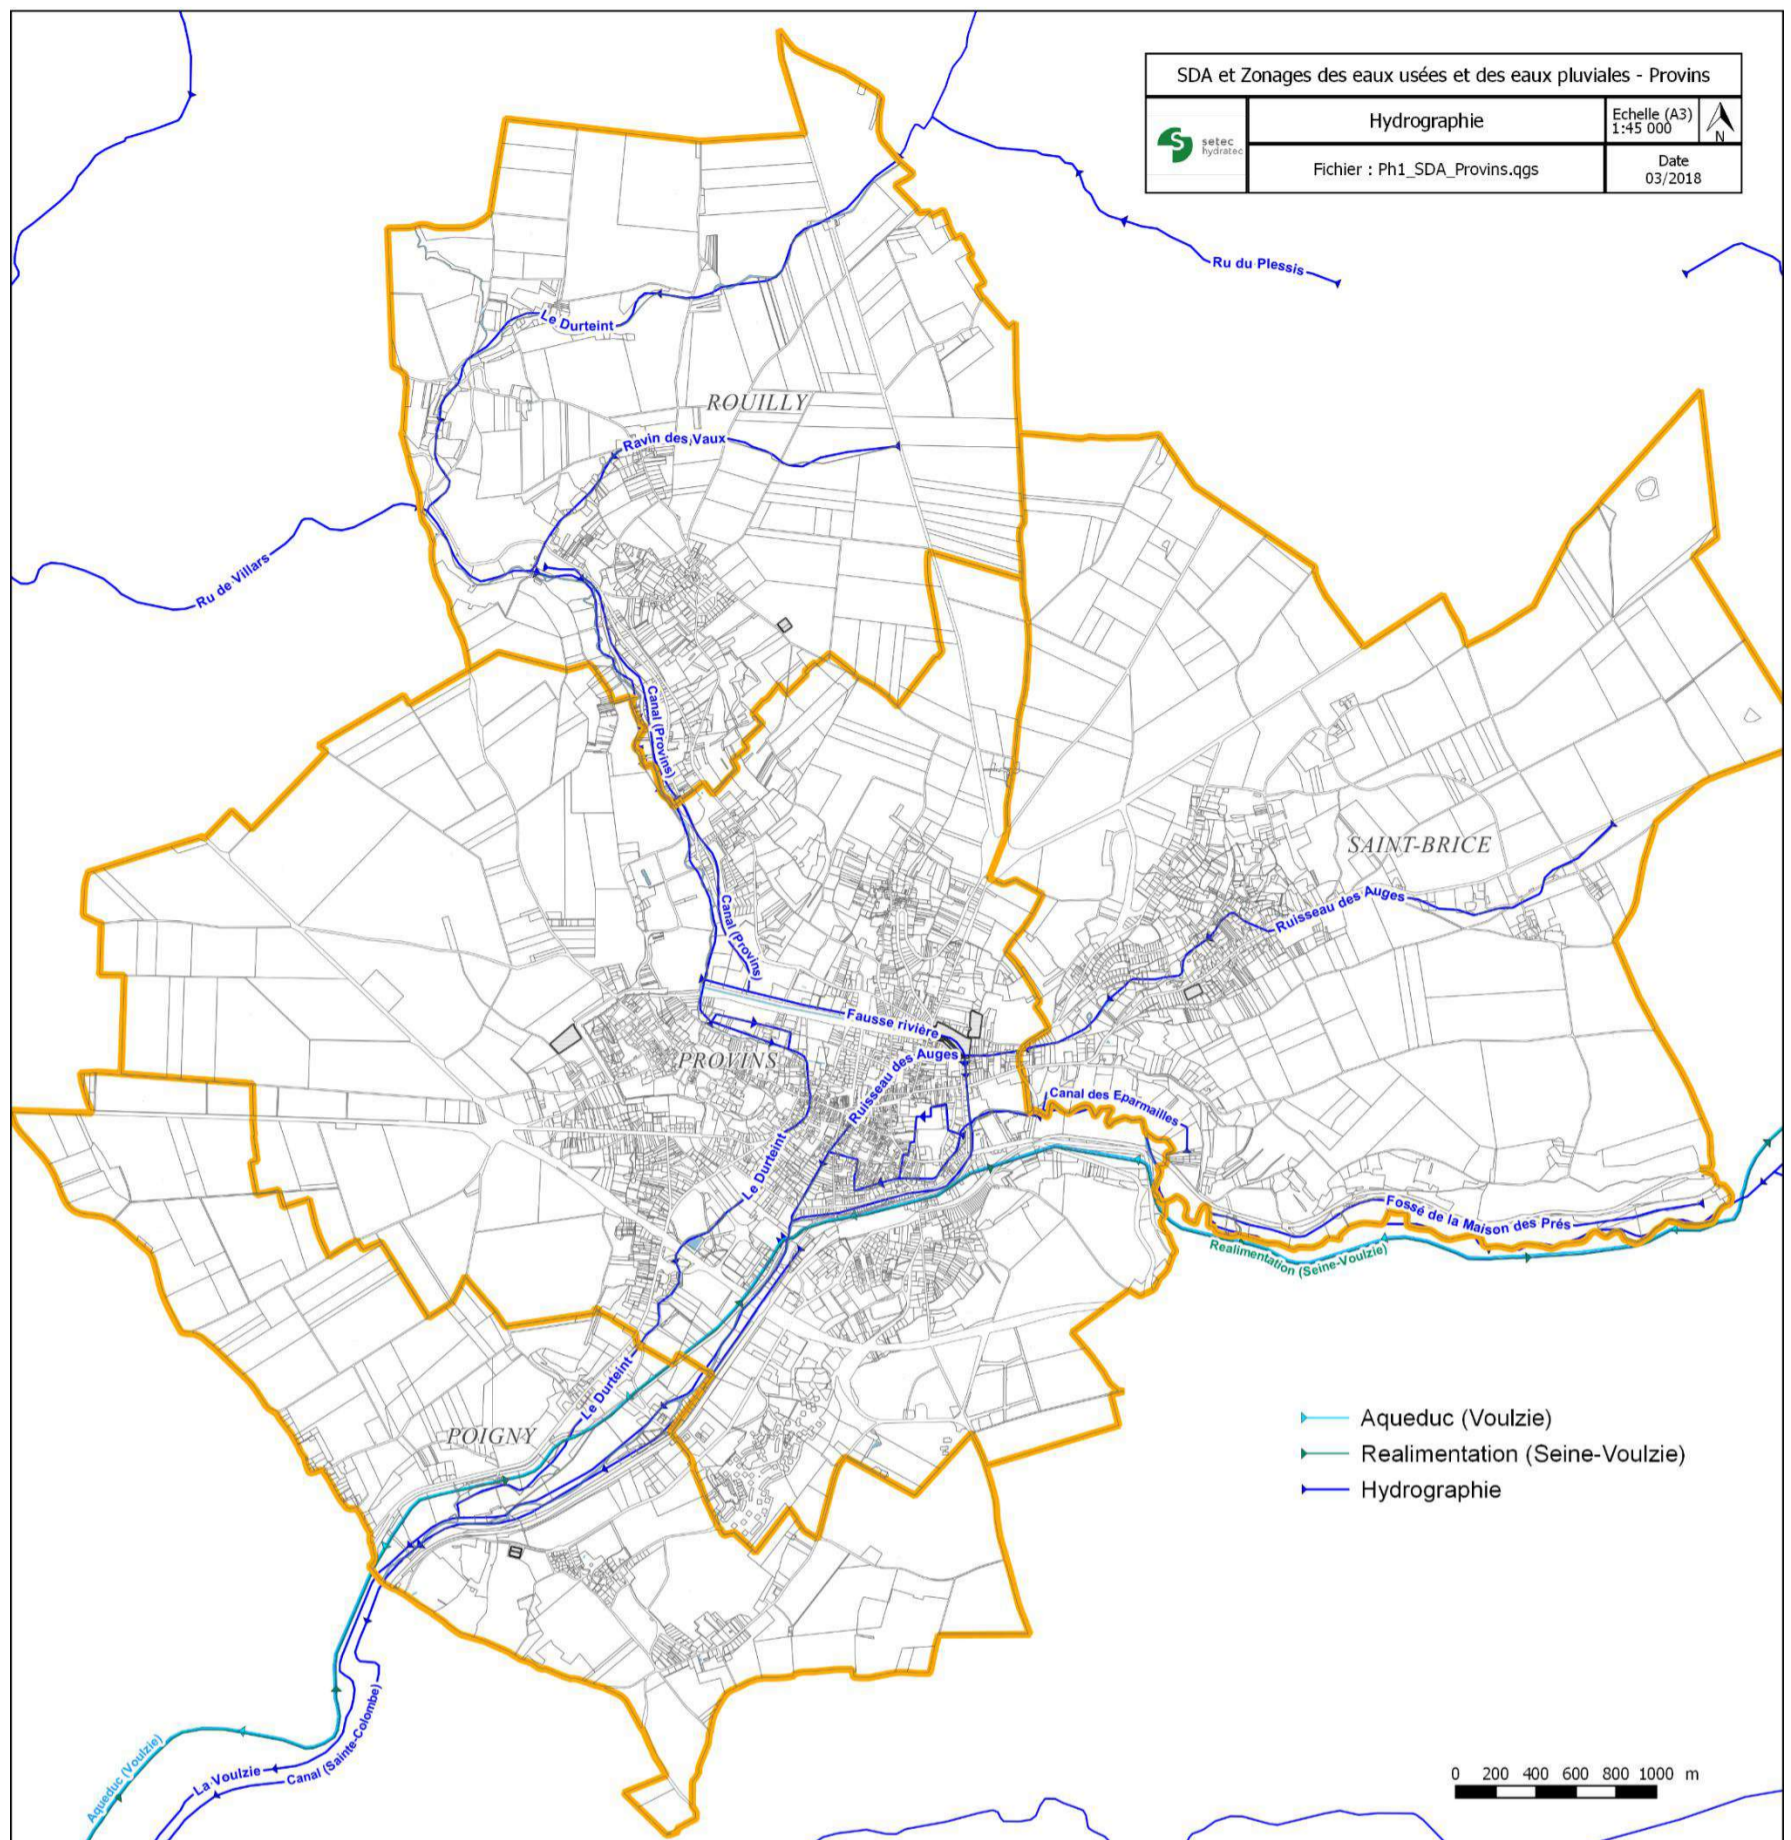 SDA et Zonages des eaux usées et des eaux pluviales - Provins
setec
hydratec
Hydrographie
Echelle (A3)
1:45 000
N
Fichier : Ph1_SDA_Provins.qgs
Date
03/2018
Ru du Plessis
Le Durteint
ROUILLY
Ravin des Vaux
Ru de Villars
Canal (Provins)
SAINT-BRICE
Ruisseau des Auges
Canal (Provins)
Fausse rivière
PROVINS
Ruisseau des Auges
Canal des Eparmailles
Le Durteint
Fossé de la Maison des Prés
Realimentation (Seine-Voulzie)
Le Durteint
POIGNY
Aqueduc (Voulzie)
Realimentation (Seine-Voulzie)
Hydrographie
Aqueduc (Voulzie)
La Voulzie
Canal (Sainte-Colombe)
0 200 400 600 800 1000 m